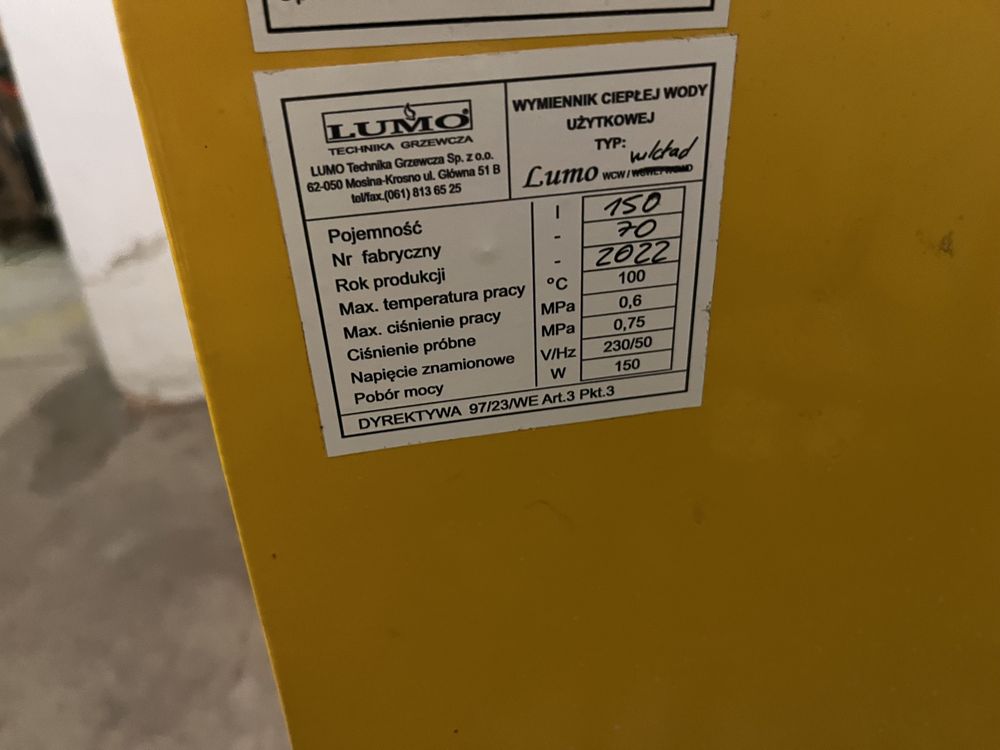 LUMO®
TECHNIKA GRZEWCZA
LUMO Technika Grzewcza Sp. z o.o.
62-050 Mosina-Krosno ul. Główna 51 B
tel/fax.(061) 813 65 25
WYMIENNIK CIEPŁEJ WODY
UŻYTKOWEJ
TYP:
wkład
Lumo WCW /
Pojemność l 150
Nr fabryczny - 70
Rok produkcji - 2022
Max. temperatura pracy °C 100
Max. ciśnienie pracy MPa 0,6
Ciśnienie próbne MPa 0,75
Napięcie znamionowe V/Hz 230/50
Pobór mocy W 150
DYREKTYWA 97/23/WE Art.3 Pkt.3